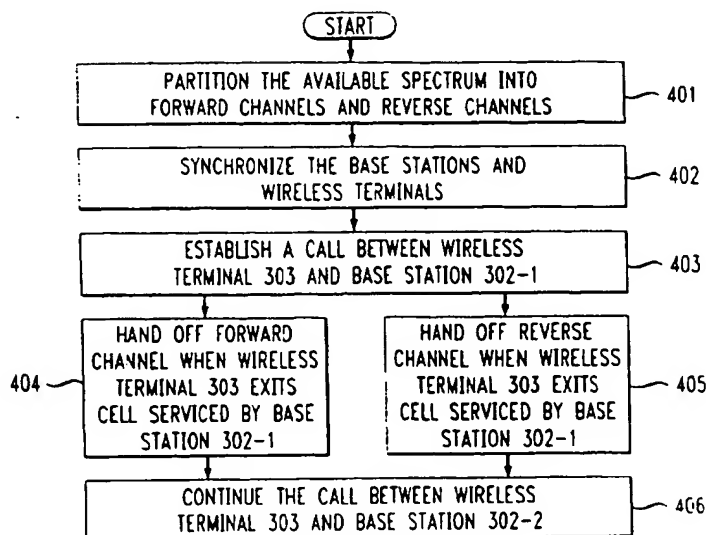 START
PARTITION THE AVAILABLE SPECTRUM INTO
FORWARD CHANNELS AND REVERSE CHANNELS
401
SYNCHRONIZE THE BASE STATIONS AND
WIRELESS TERMINALS
402
ESTABLISH A CALL BETWEEN WIRELESS
TERMINAL 303 AND BASE STATION 302-1
403
404
HAND OFF FORWARD
CHANNEL WHEN WIRELESS
TERMINAL 303 EXITS
CELL SERVICED BY BASE
STATION 302-1
HAND OFF REVERSE
CHANNEL WHEN WIRELESS
TERMINAL 303 EXITS
CELL SERVICED BY BASE
STATION 302-1
405
CONTINUE THE CALL BETWEEN WIRELESS
TERMINAL 303 AND BASE STATION 302-2
406